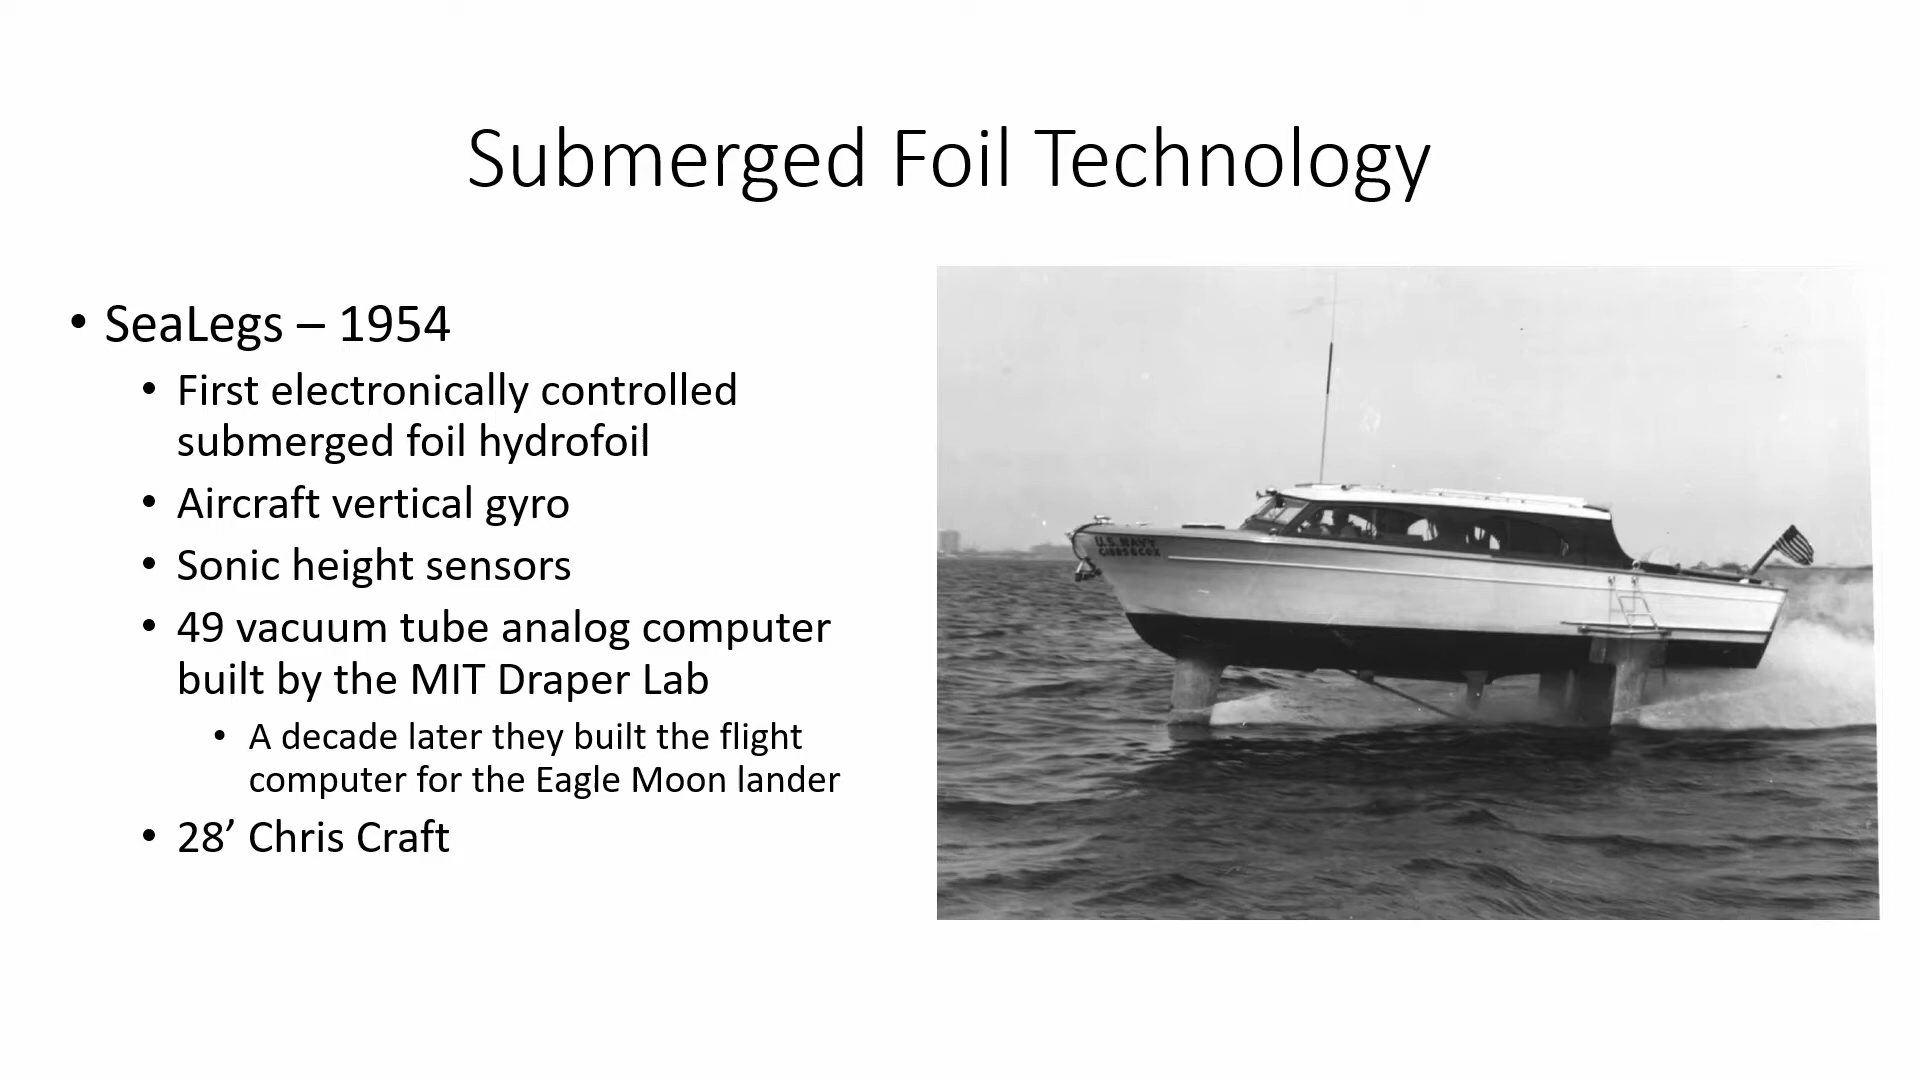 Submerged Foil Technology
• SeaLegs – 1954
• First electronically controlled
submerged foil hydrofoil
• Aircraft vertical gyro
• Sonic height sensors
• 49 vacuum tube analog computer
built by the MIT Draper Lab
• A decade later they built the flight
computer for the Eagle Moon lander
• 28’ Chris Craft
U.S. NAVY
GIBBS & COX